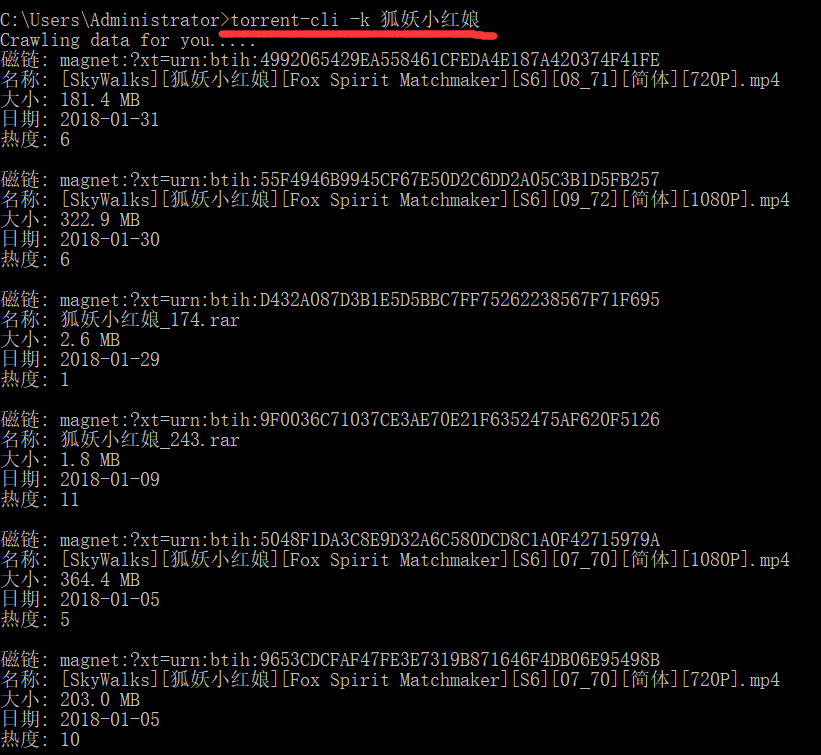 C:\Users\Administrator>torrent-cli -k 狐妖小红娘
Crawling data for you.....
磁链: magnet:?xt=urn:btih:4992065429EA558461CFEDA4E187A420374F41FE
名称: [SkyWalks][狐妖小红娘][Fox Spirit Matchmaker][S6][08_71][简体][720P].mp4
大小: 181.4 MB
日期: 2018-01-31
热度: 6
磁链: magnet:?xt=urn:btih:55F4946B9945CF67E50D2C6DD2A05C3B1D5FB257
名称: [SkyWalks][狐妖小红娘][Fox Spirit Matchmaker][S6][09_72][简体][1080P].mp4
大小: 322.9 MB
日期: 2018-01-30
热度: 6
磁链: magnet:?xt=urn:btih:D432A087D3B1E5D5BBC7FF75262238567F71F695
名称: 狐妖小红娘_174.rar
大小: 2.6 MB
日期: 2018-01-29
热度: 1
磁链: magnet:?xt=urn:btih:9F0036C71037CE3AE70E21F6352475AF620F5126
名称: 狐妖小红娘_243.rar
大小: 1.8 MB
日期: 2018-01-09
热度: 11
磁链: magnet:?xt=urn:btih:5048F1DA3C8E9D32A6C580DCD8C1A0F42715979A
名称: [SkyWalks][狐妖小红娘][Fox Spirit Matchmaker][S6][07_70][简体][1080P].mp4
大小: 364.4 MB
日期: 2018-01-05
热度: 5
磁链: magnet:?xt=urn:btih:9653CDCFAF47FE3E7319B871646F4DB06E95498B
名称: [SkyWalks][狐妖小红娘][Fox Spirit Matchmaker][S6][07_70][简体][720P].mp4
大小: 203.0 MB
日期: 2018-01-05
热度: 10